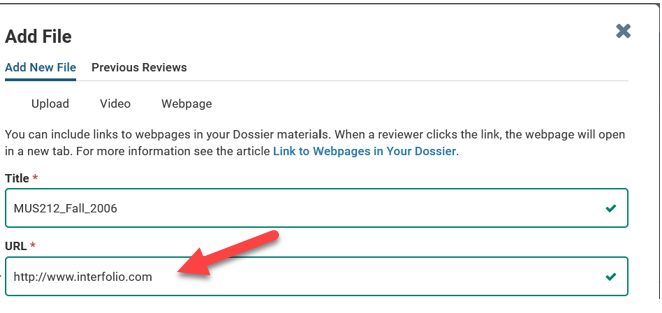 Add File
Add New File Previous Reviews
Upload Video Webpage
You can include links to webpages in your Dossier materials. When a reviewer clicks the link, the webpage will open
in a new tab. For more information see the article Link to Webpages in Your Dossier.
Title *
MUS212_Fall_2006
URL *
http://www.interfolio.com